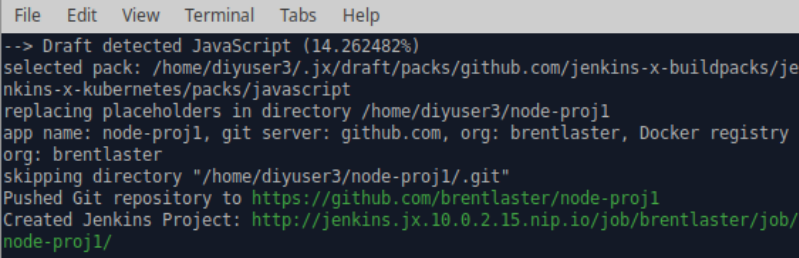 File Edit View Terminal Tabs Help
--> Draft detected JavaScript (14.262482%)
selected pack: /home/diyuser3/.jx/draft/packs/github.com/jenkins-x-buildpacks/je
nkins-x-kubernetes/packs/javascript
replacing placeholders in directory /home/diyuser3/node-proj1
app name: node-proj1, git server: github.com, org: brentlaster, Docker registry
org: brentlaster
skipping directory "/home/diyuser3/node-proj1/.git"
Pushed Git repository to https://github.com/brentlaster/node-proj1
Created Jenkins Project: http://jenkins.jx.10.0.2.15.nip.io/job/brentlaster/job/
node-proj1/